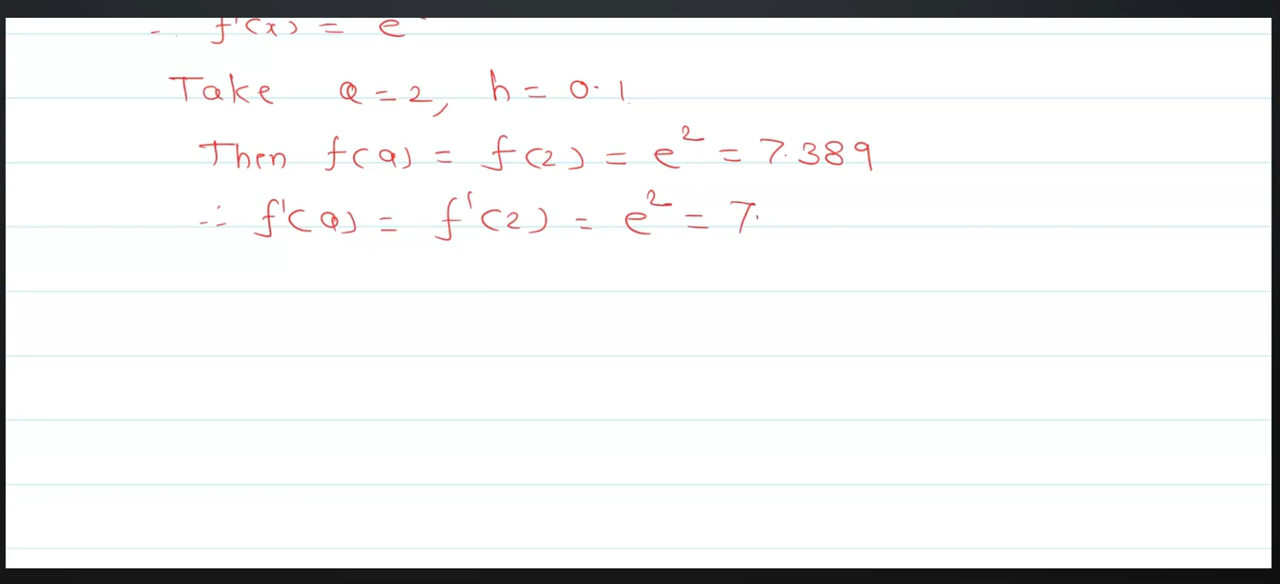 ∴ f'(x) = e
Take a = 2, h = 0.1
Then f(a) = f(2) = e² = 7.389
∴ f'(a) = f'(2) = e² = 7.